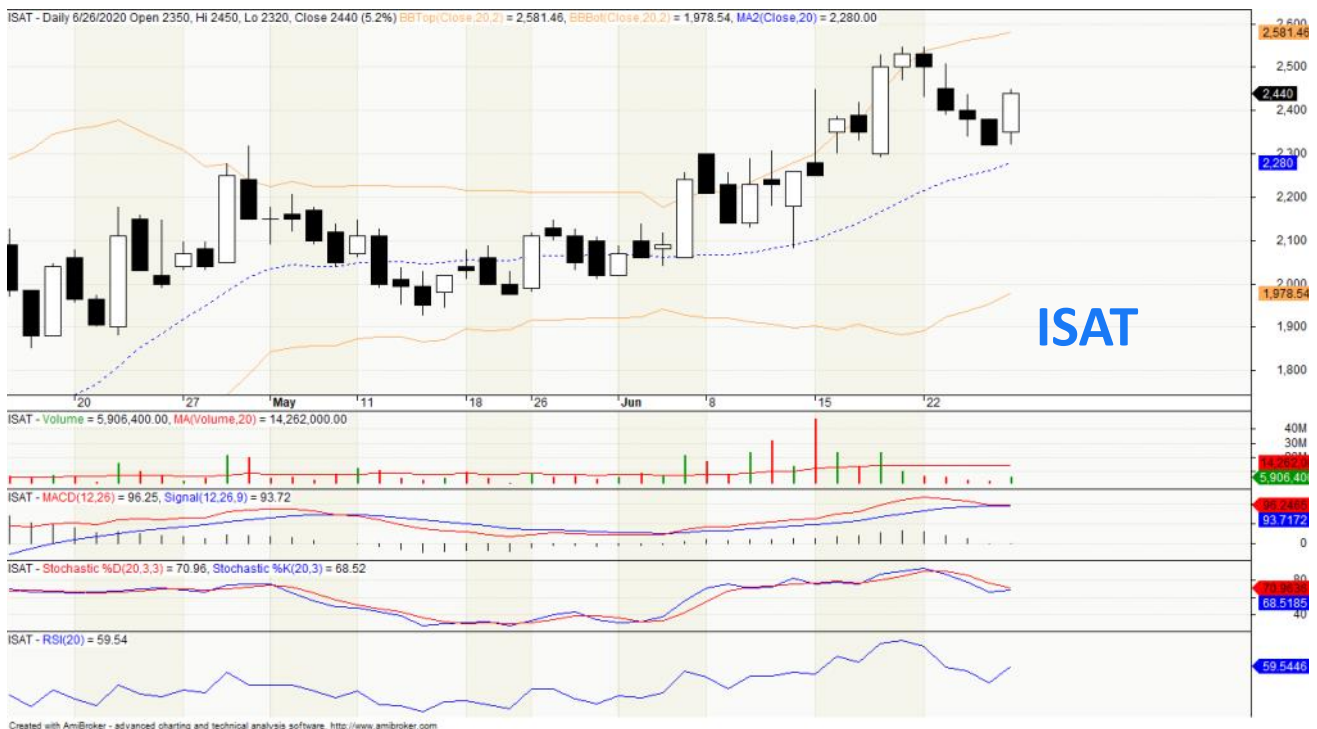 ISAT - Daily 6/26/2020 Open 2350, Hi 2450, Lo 2320, Close 2440 (5.2%) BBTop(Close,20,2) = 2,581.46, BBBot(Close,20,2) = 1,978.54, MA2(Close,20) = 2,280.00
2,600
2,581.46
2,500
2,440
2,400
2,300
2,280
2,200
2,100
2,000
1,978.54
1,900
1,800
ISAT
20 27 May 11 18 26 Jun 8 15 22
ISAT - Volume = 5,906,400.00, MA(Volume,20) = 14,262,000.00
40M
30M
5,906,400
ISAT - MACD(12,26) = 96.25, Signal(12,26,9) = 93.72
96.2465
93.7172
0
ISAT - Stochastic %D(20,3,3) = 70.96, Stochastic %K(20,3) = 68.52
80
70.9636
68.5185
40
ISAT - RSI(20) = 59.54
59.5446
Created with AmiBroker - advanced charting and technical analysis software. http://www.amibroker.com